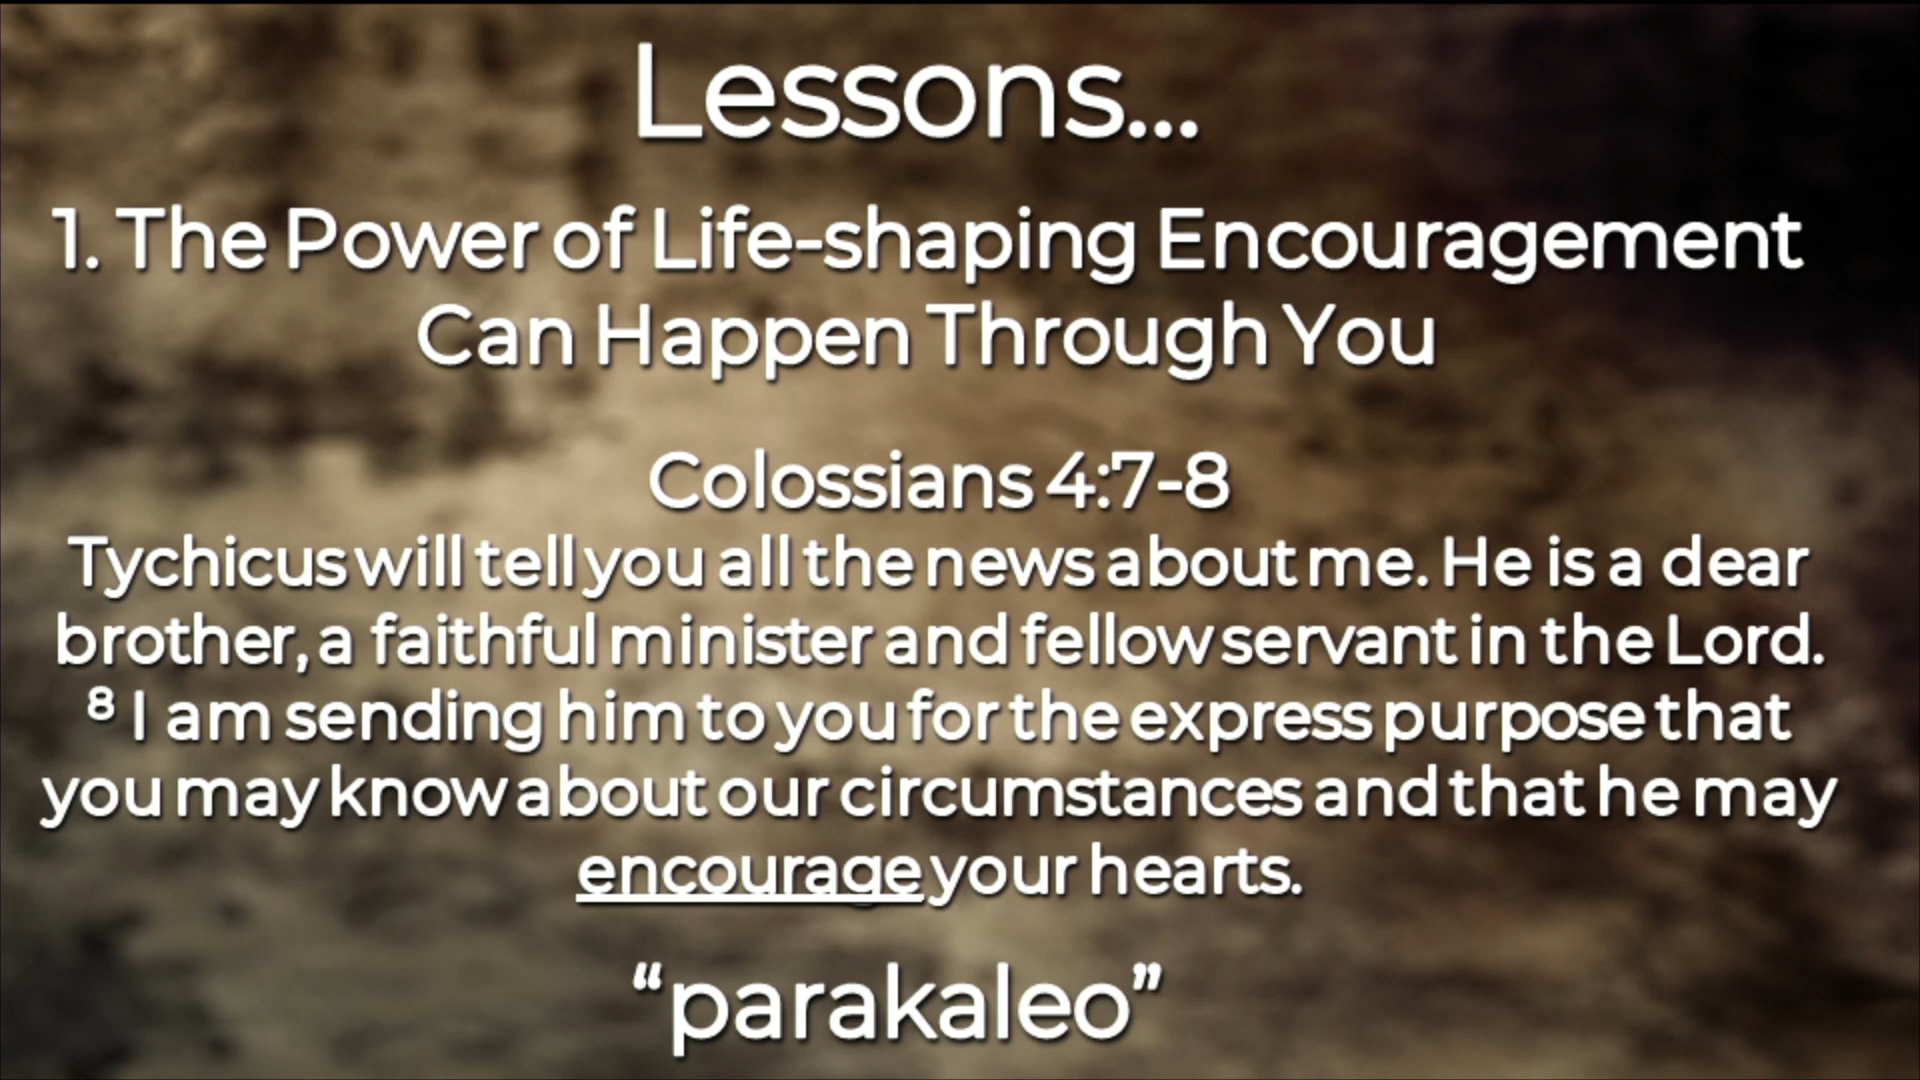 Lessons...
1. The Power of Life-shaping Encouragement
Can Happen Through You
Colossians 4:7-8
Tychicus will tell you all the news about me. He is a dear
brother, a faithful minister and fellow servant in the Lord.
⁸ I am sending him to you for the express purpose that
you may know about our circumstances and that he may
encourage your hearts.
“parakaleo”